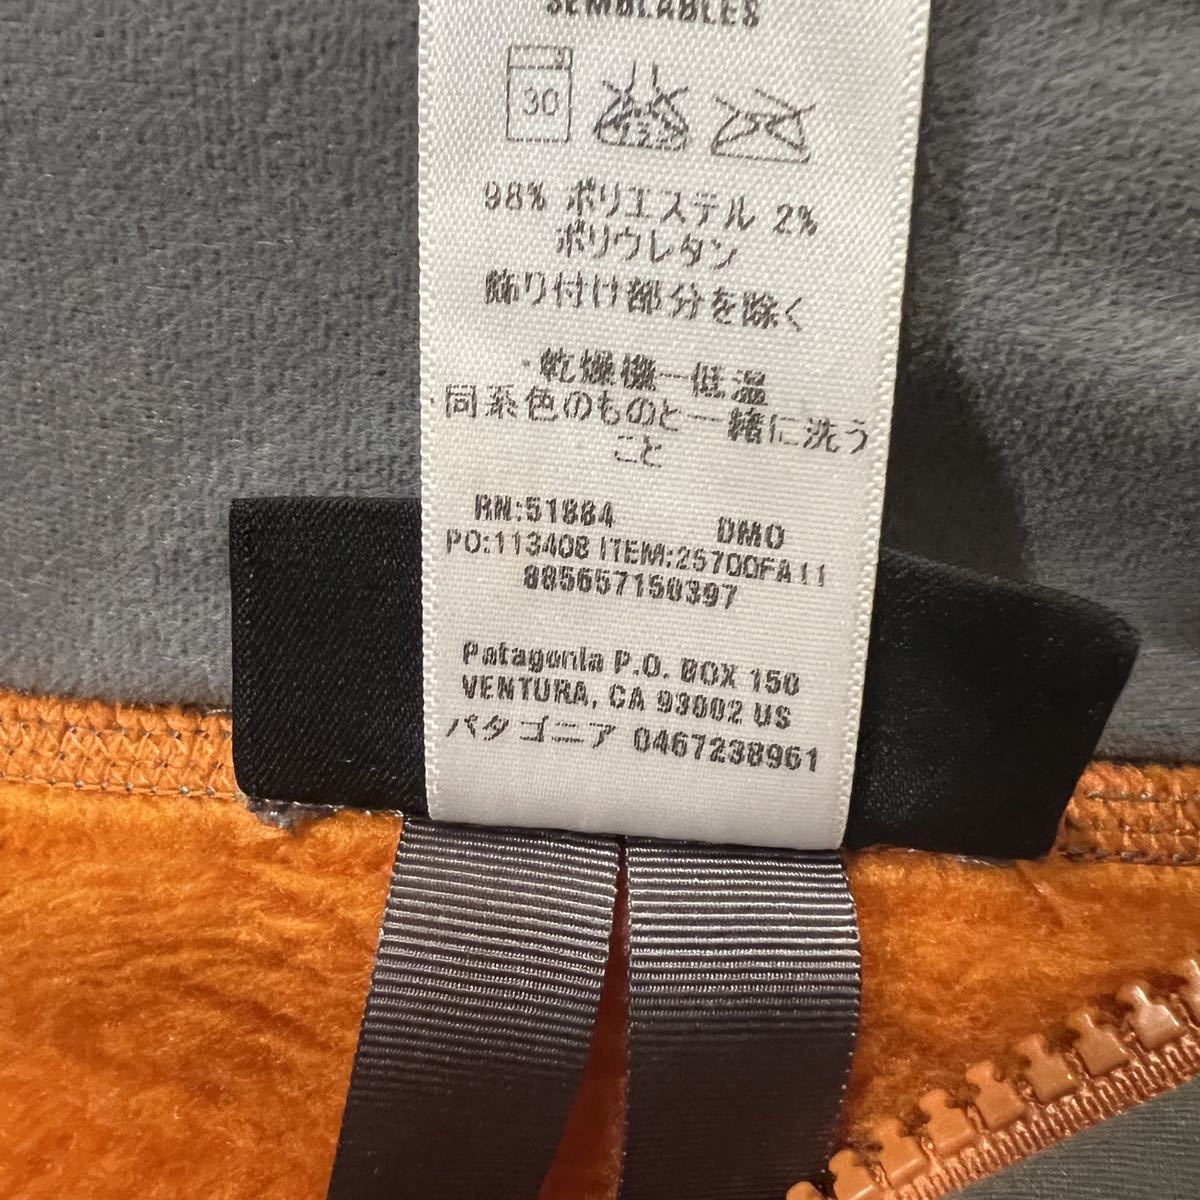 SEMBLABLES
30
98% ポリエステル 2%
ポリウレタン
飾り付け部分を除く
・乾燥機ー低温
・同系色のものと一緒に洗う
こと
RN:51884 DMO
PO:113408 ITEM:25700FA11
885657150397
Patagonia P.O. BOX 150
VENTURA, CA 93002 US
パタゴニア 0467238961